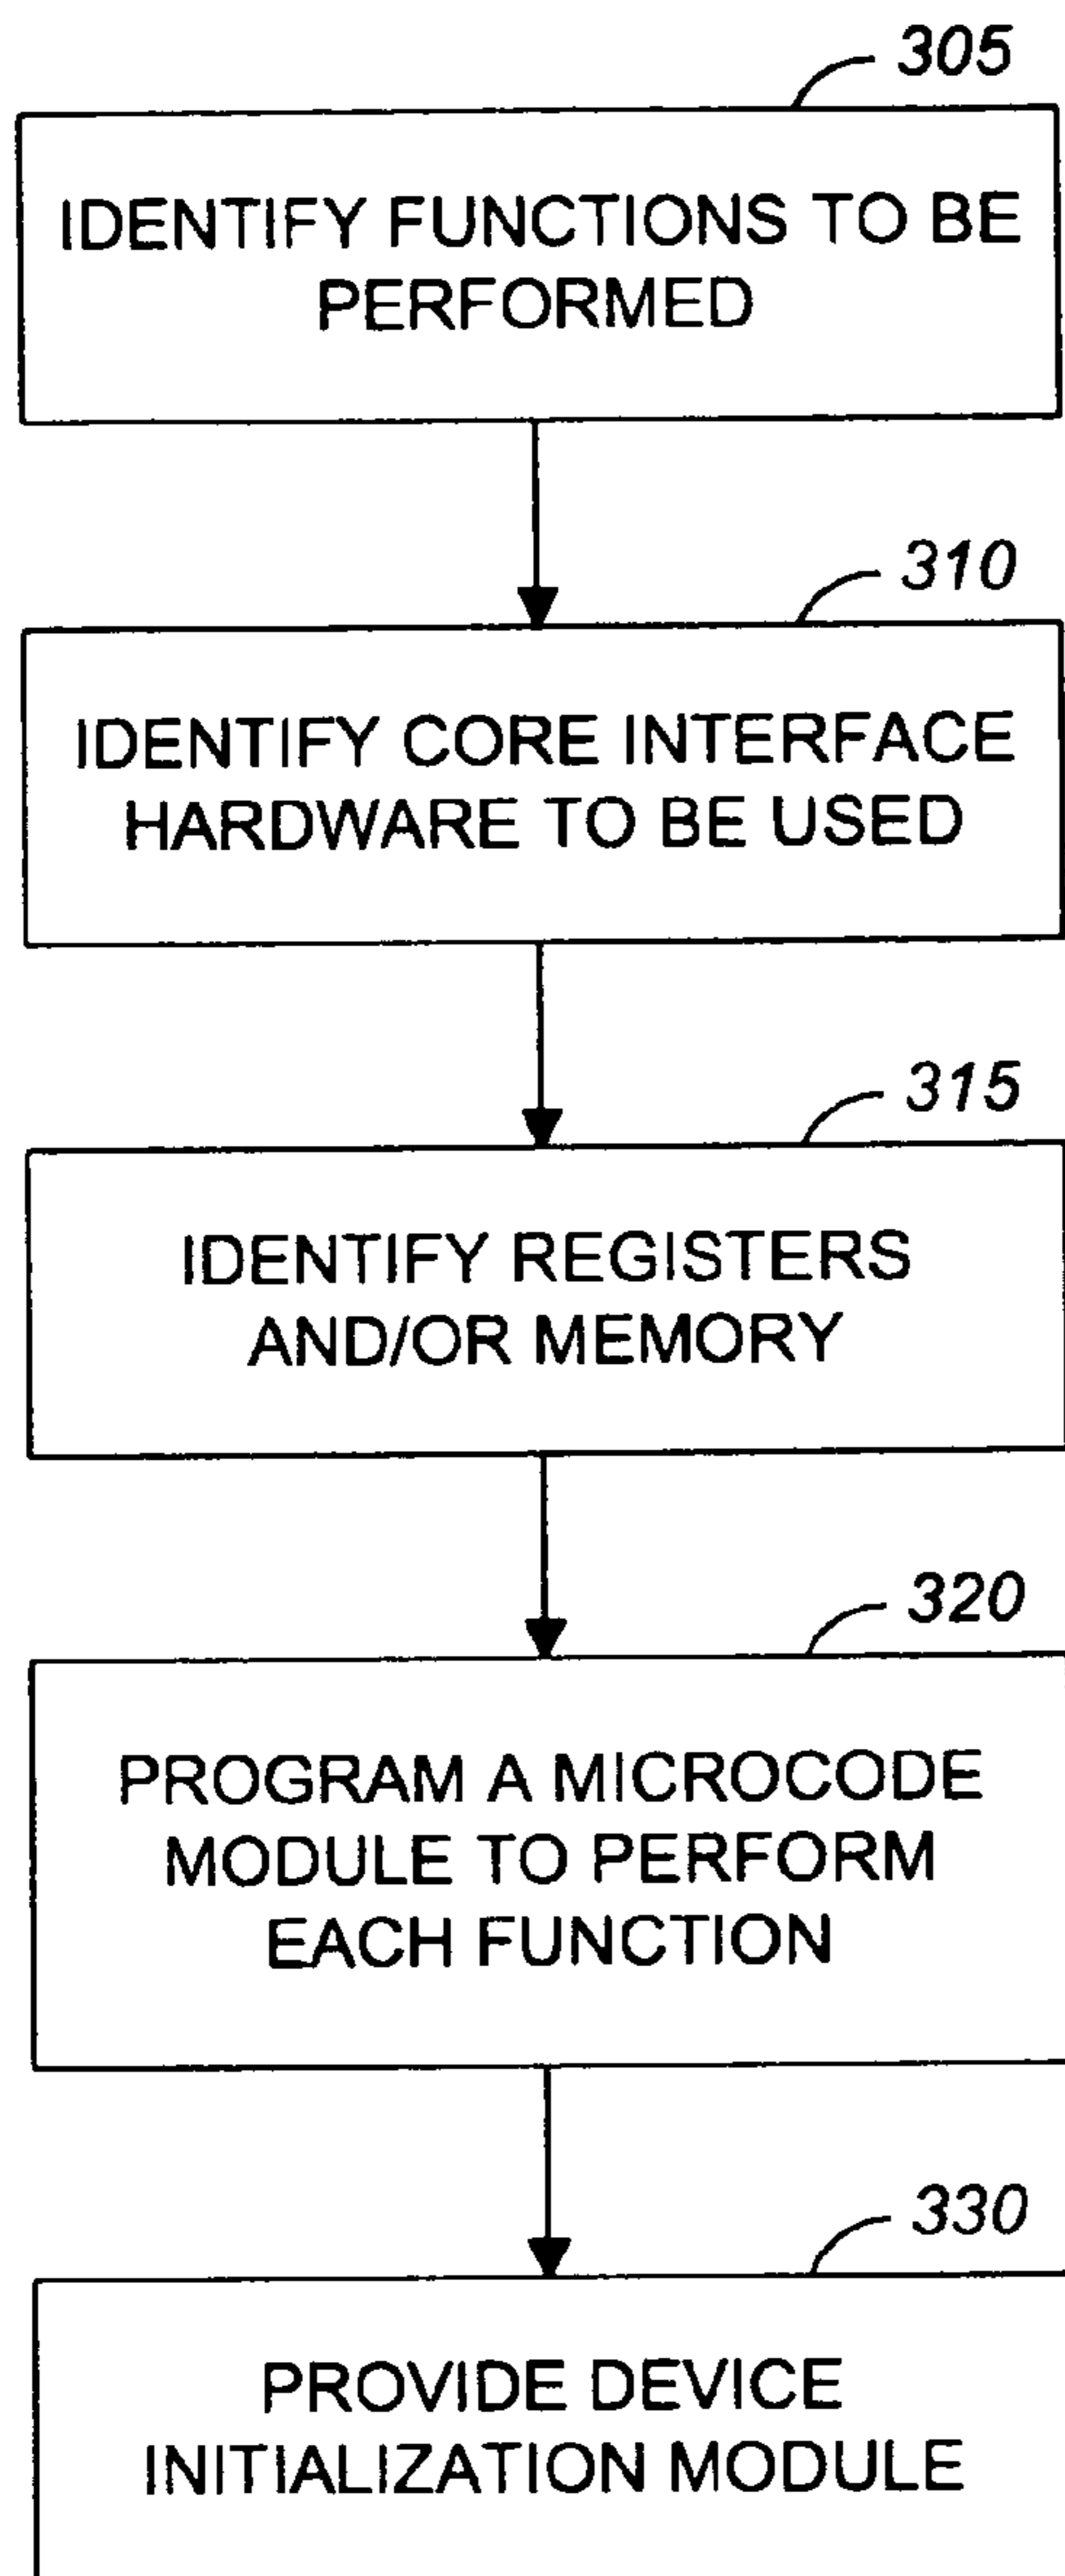 305
IDENTIFY FUNCTIONS TO BE
PERFORMED
310
IDENTIFY CORE INTERFACE
HARDWARE TO BE USED
315
IDENTIFY REGISTERS
AND/OR MEMORY
320
PROGRAM A MICROCODE
MODULE TO PERFORM
EACH FUNCTION
330
PROVIDE DEVICE
INITIALIZATION MODULE